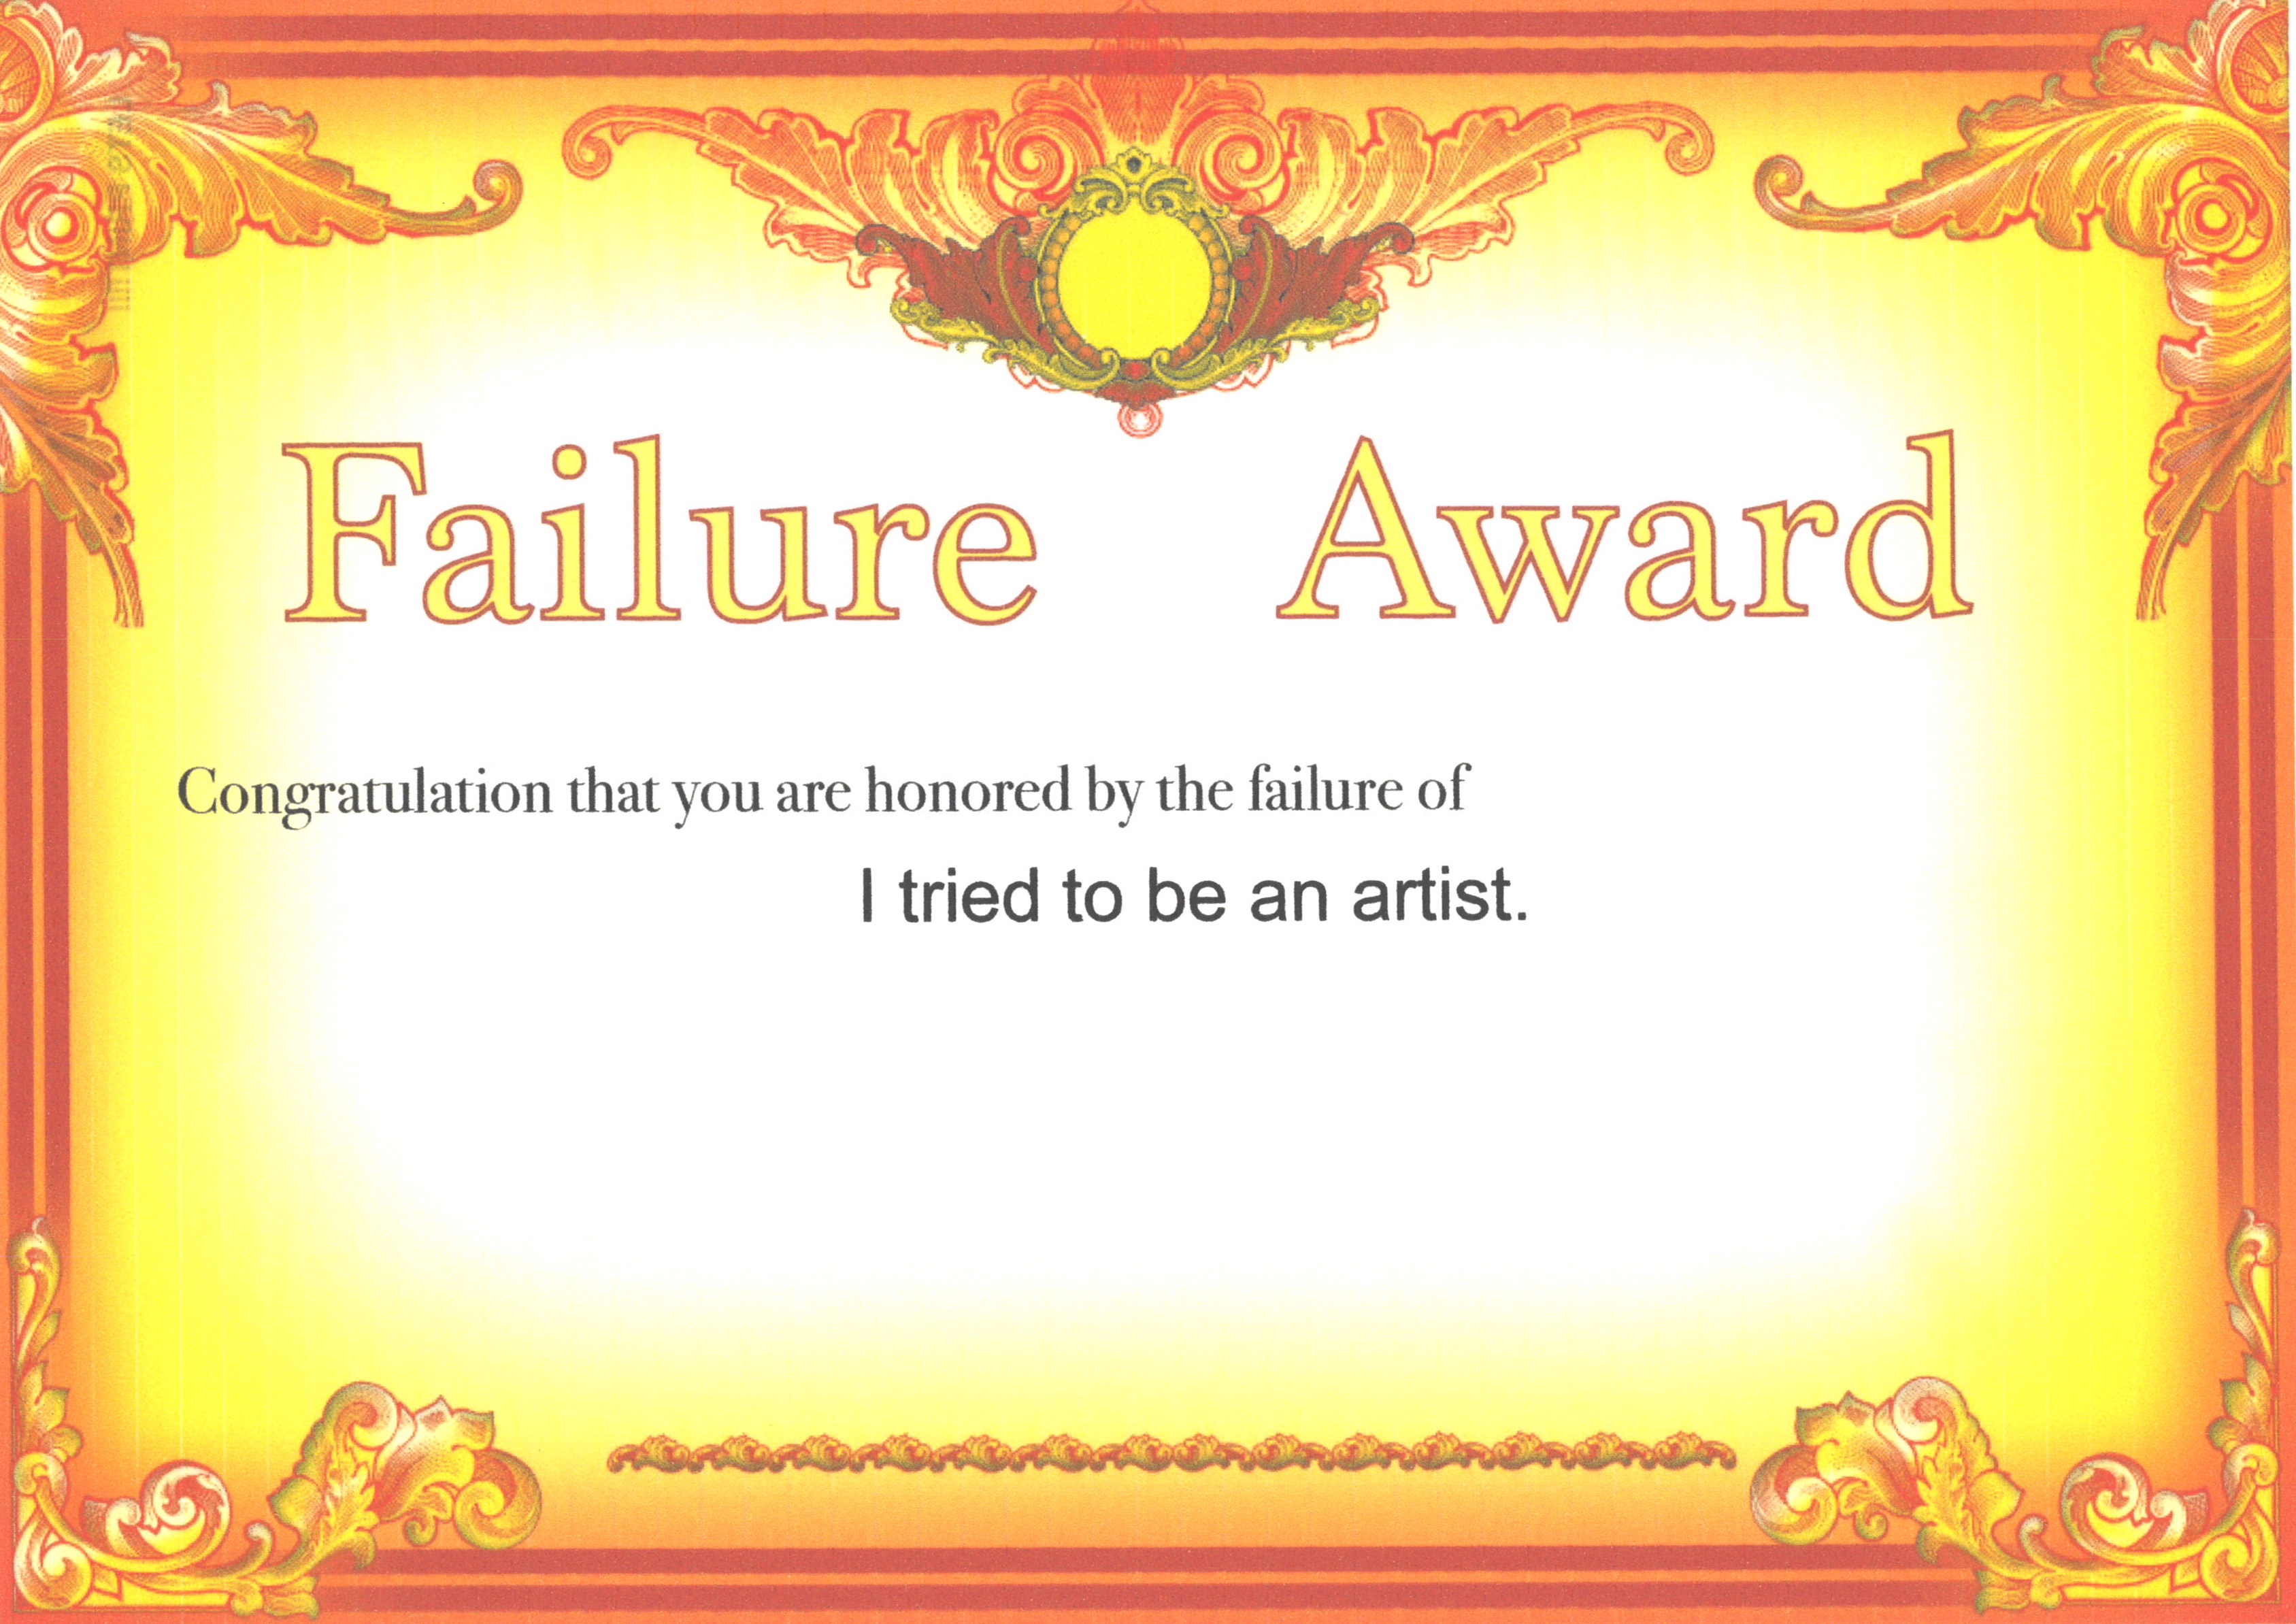 Failure Award
Congratulation that you are honored by the failure of
I tried to be an artist.